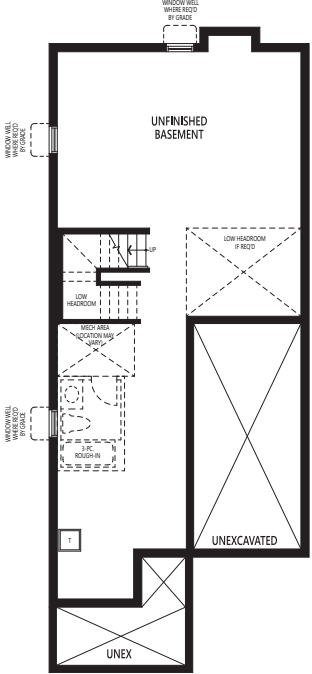 WINDOW WELL
WHERE REQ'D
BY GRADE
UNFINISHED
BASEMENT
WINDOW WELL
WHERE REQ'D
BY GRADE
UP
LOW HEADROOM
IF REQ'D
LOW
HEADROOM
MECH AREA
(LOCATION MAY
VARY)
WINDOW WELL
WHERE REQ'D
BY GRADE
3-PC.
ROUGH-IN
T
UNEXCAVATED
UNEX